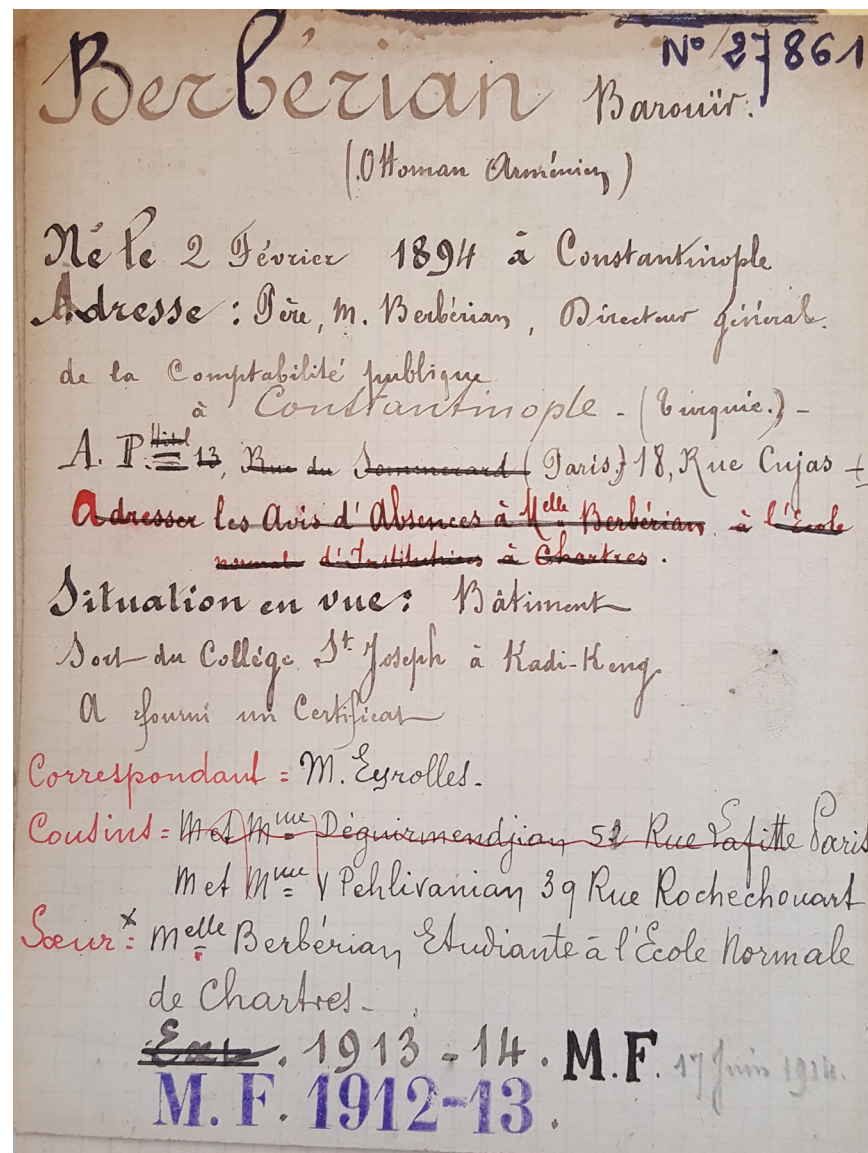 N° 27861
Berbérian Barouïr.
(Ottoman Arménien)
Né le 2 Février 1894 à Constantinople
Adresse : Père, M. Berbérian, Directeur général.
de la Comptabilité publique
à Constantinople - (Turquie.) -
Hôtel
A. P. = 13, Rue du Sommerard (Paris) 18, Rue Cujas +
Adresser les Avis d'Absences à Melle Berbérian, à l'École
normale d'Institutrices à Chartres.
Situation en vue : Bâtiment
Sort du Collège St Joseph à Kadi-Keuy
A fourni un Certificat
Correspondant = M. Eyrolles.
Cousins = M et Mme Déguirmendjian 52 Rue Lafitte Paris
M et Mme V Pehlivanian 39 Rue Rochechouart
Sœur x : Melle Berbérian Etudiante à l'École Normale
de Chartres -
Ext. 1913-14. M.F. 17 Juin 1914.
M. F. 1912-13.